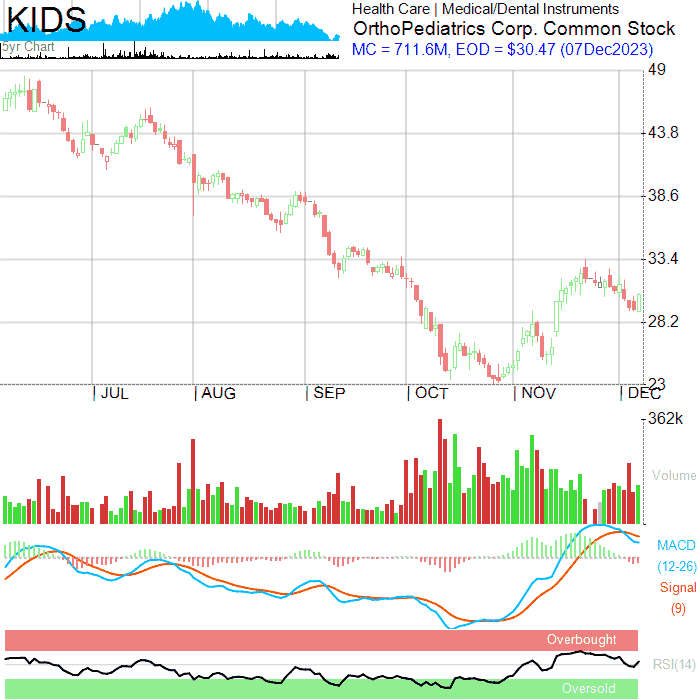 KIDS
5yr Chart
Health Care | Medical/Dental Instruments
OrthoPediatrics Corp. Common Stock
MC = 711.6M, EOD = $30.47 (07Dec2023)
49
43.8
38.6
33.4
28.2
23
JUL AUG SEP OCT NOV DEC
362k
Volume
MACD
(12-26)
Signal
(9)
Overbought
RSI(14)
Oversold